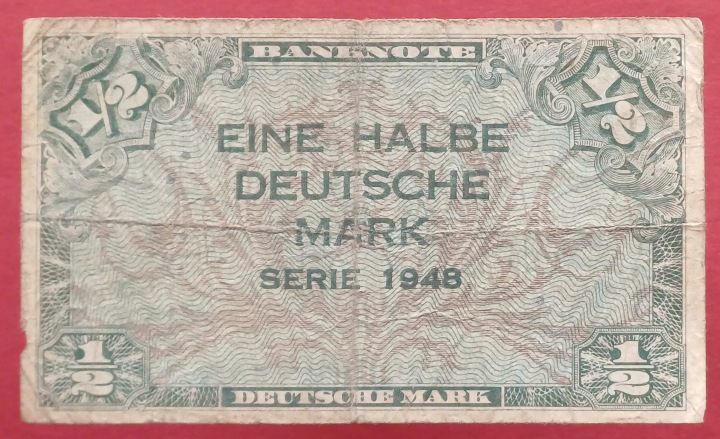 BANKNOTE
1/2 1/2
EINE HALBE
DEUTSCHE
MARK
SERIE 1948
1/2 1/2
DEUTSCHE MARK